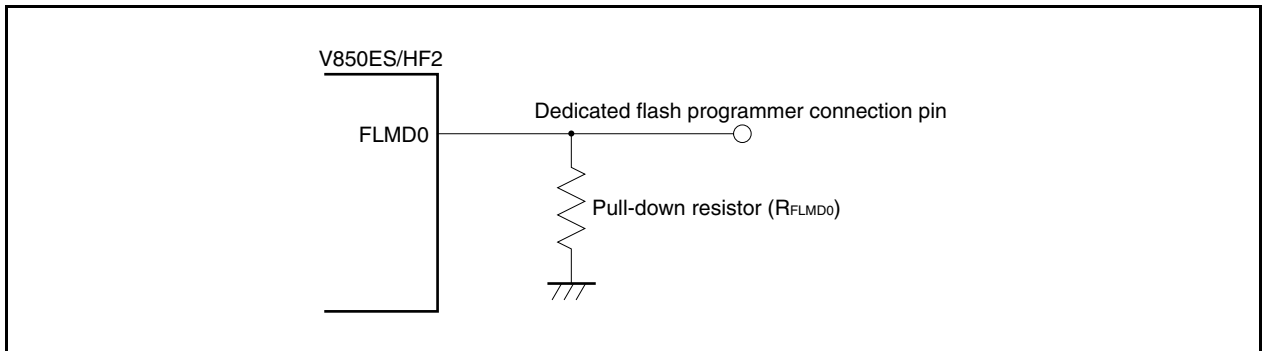 V850ES/HF2
Dedicated flash programmer connection pin
FLMD0
Pull-down resistor (RFLMD0)